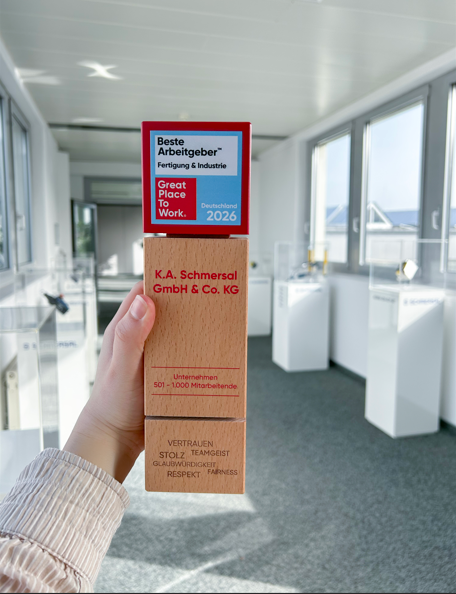 Beste
Arbeitgeber™
Fertigung & Industrie
Great
Place
To
Work.
Deutschland
2026
K.A. Schmersal
GmbH & Co. KG
Unternehmen
501 - 1.000 Mitarbeitende
VERTRAUEN
STOLZ TEAMGEIST
GLAUBWÜRDIGKEIT
RESPEKT FAIRNESS